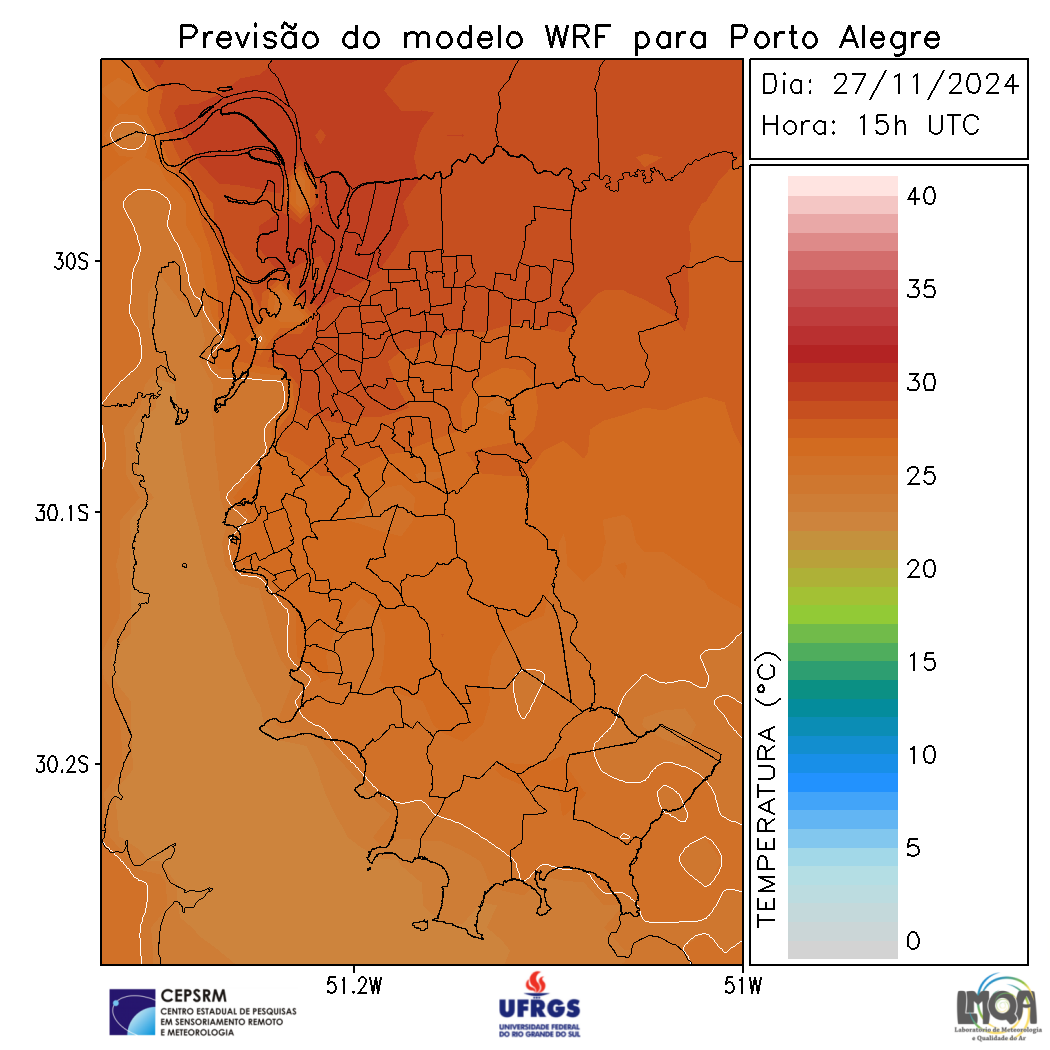 Previsão do modelo WRF para Porto Alegre
Dia: 27/11/2024
Hora: 15h UTC
30S
30.1S
30.2S
51.2W
51W
TEMPERATURA (°C)
40
35
30
25
20
15
10
5
0
CEPSRM
CENTRO ESTADUAL DE PESQUISAS
EM SENSORIAMENTO REMOTO
E METEOROLOGIA
UFRGS
UNIVERSIDADE FEDERAL
DO RIO GRANDE DO SUL
LMQA
Laboratório de Meteorologia
e Qualidade do Ar